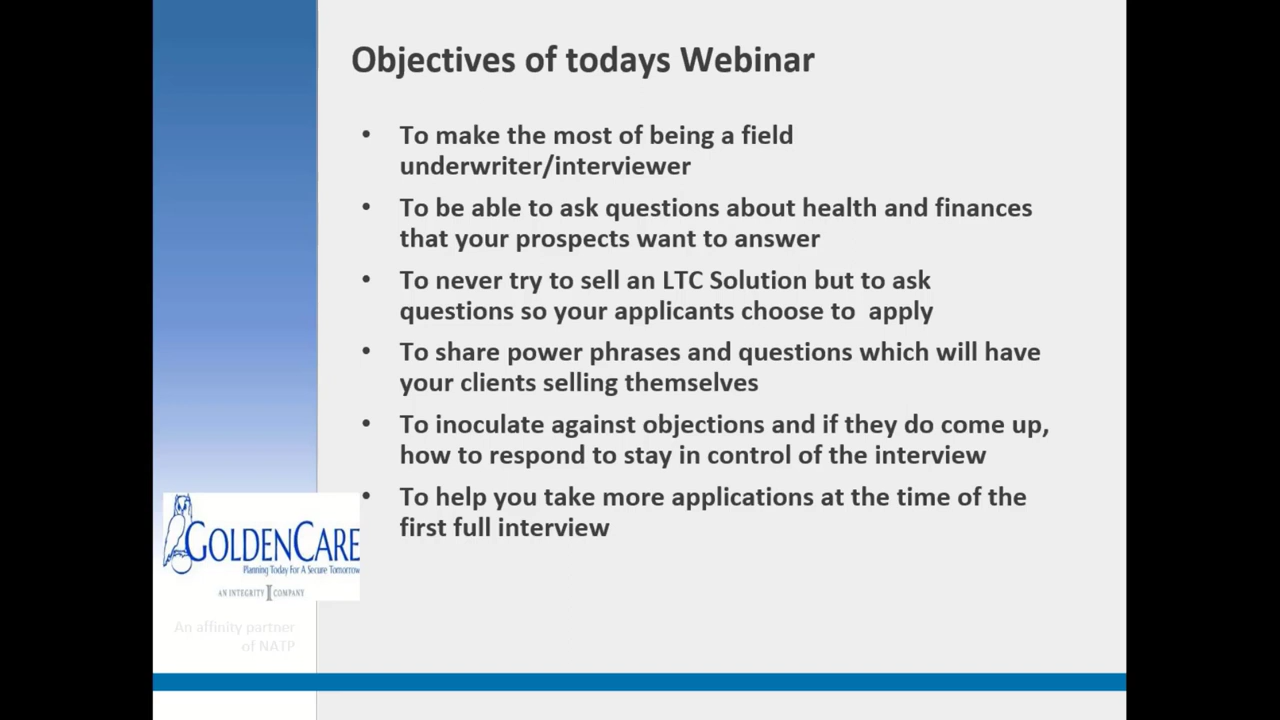 Objectives of todays Webinar
• To make the most of being a field
underwriter/interviewer
• To be able to ask questions about health and finances
that your prospects want to answer
• To never try to sell an LTC Solution but to ask
questions so your applicants choose to  apply
• To share power phrases and questions which will have
your clients selling themselves
• To inoculate against objections and if they do come up,
how to respond to stay in control of the interview
• To help you take more applications at the time of the
first full interview
GOLDENCARE
Planning Today For A Secure Tomorrow
AN INTEGRITY COMPANY
An affinity partner
of NATP